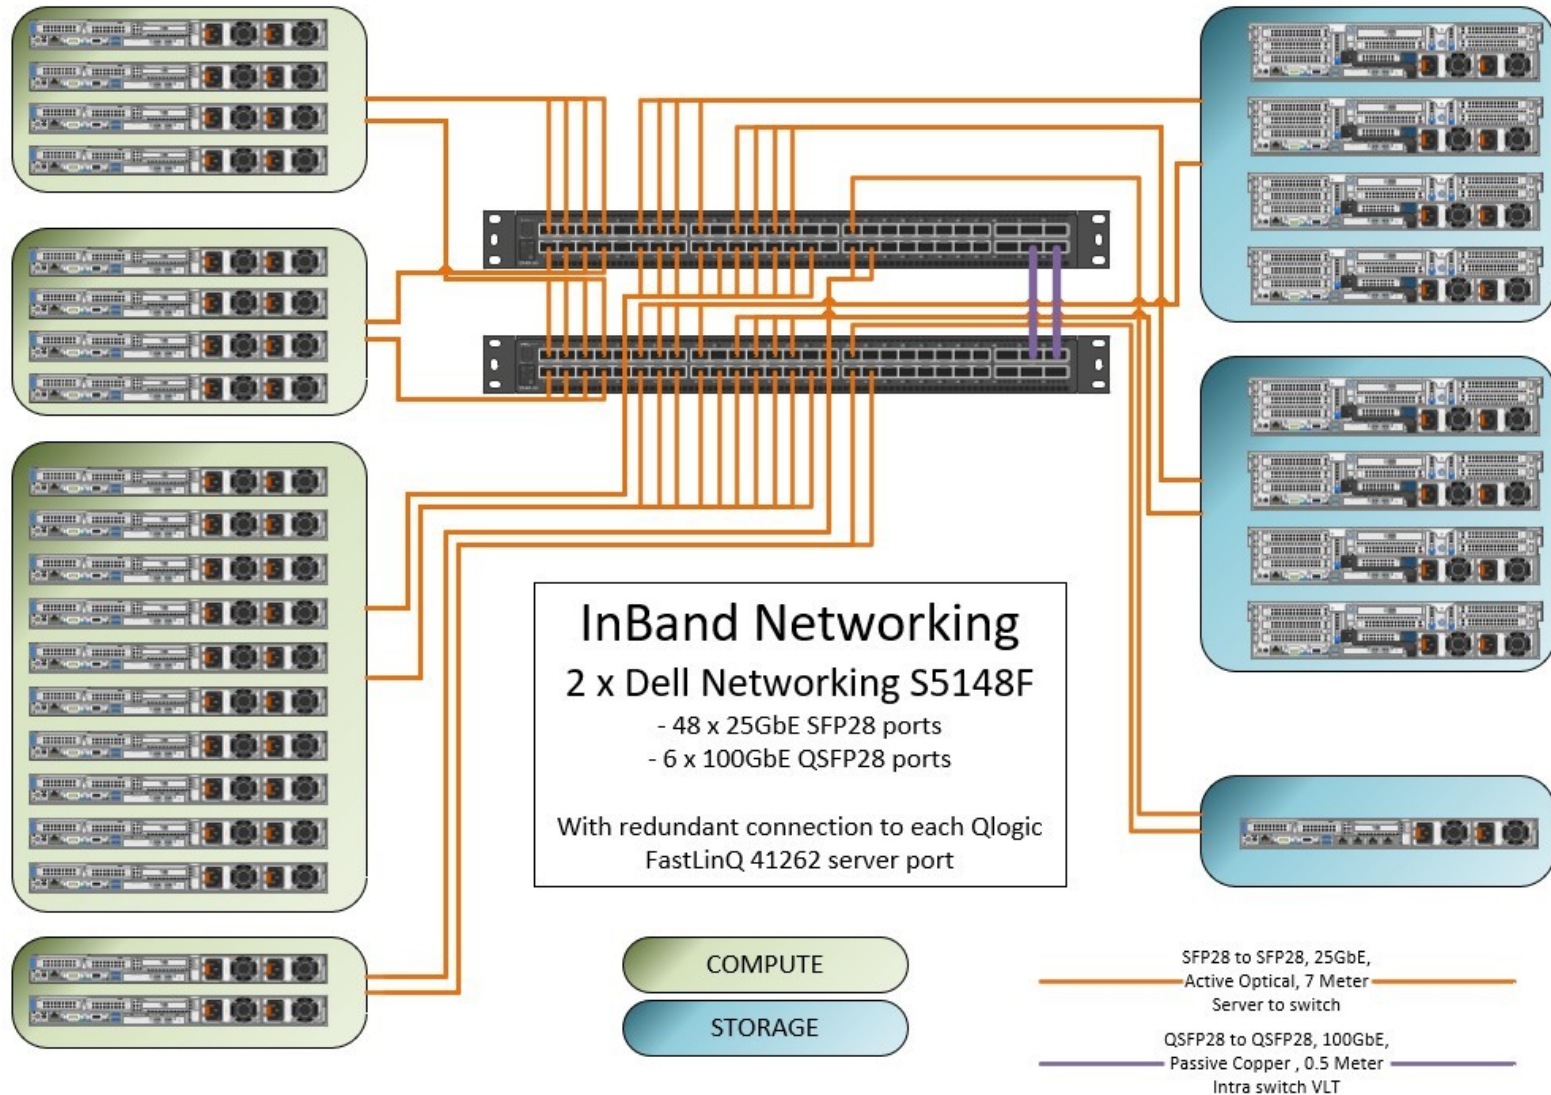 InBand Networking
2 x Dell Networking S5148F
- 48 x 25GbE SFP28 ports
- 6 x 100GbE QSFP28 ports
With redundant connection to each Qlogic
FastLinQ 41262 server port
COMPUTE
STORAGE
SFP28 to SFP28, 25GbE,
Active Optical, 7 Meter
Server to switch
QSFP28 to QSFP28, 100GbE,
Passive Copper , 0.5 Meter
Intra switch VLT